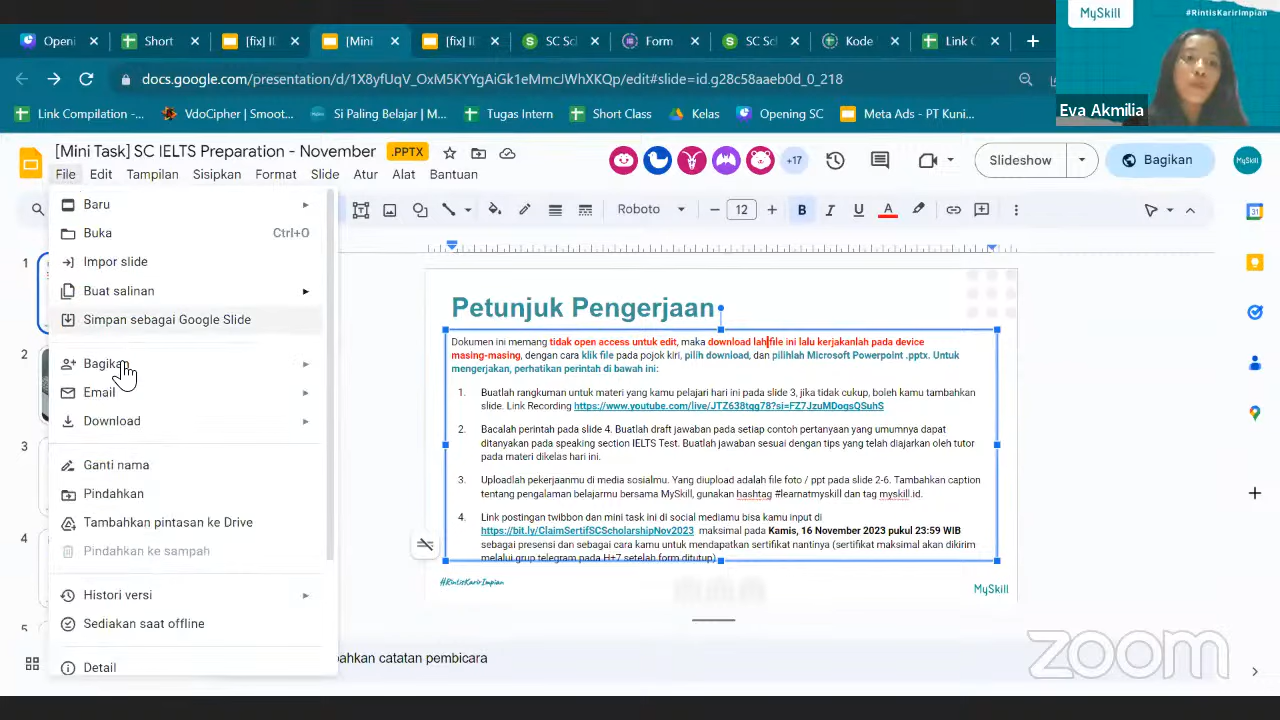 MySkill
#RintisKarirImpian
Openi
Short
[fix] I
[Mini
[fix] IE
SC Sc
Form
SC Sc
Kode
Link C
docs.google.com/presentation/d/1X8yfUqV_OxM5KYYgAiGk1eMmcJWhXKQp/edit#slide=id.g28c58aaeb0d_0_218
Eva Akmilia
Link Compilation -...
VdoCipher | Smoot...
Si Paling Belajar | M...
Tugas Intern
Short Class
Kelas
Opening SC
Meta Ads - PT Kuni...
[Mini Task] SC IELTS Preparation - November
.PPTX
+17
Slideshow
Bagikan
MySkill
File Edit Tampilan Sisipkan Format Slide Atur Alat Bantuan
Roboto
12
B I U A
Baru
Buka Ctrl+O
Impor slide
Buat salinan
Simpan sebagai Google Slide
Email
Download
Ganti nama
Pindahkan
Tambahkan pintasan ke Drive
Pindahkan ke sampah
Histori versi
Sediakan saat offline
Detail
1
2
3
4
5
Petunjuk Pengerjaan
Dokumen ini memang tidak open access untuk edit, maka download lah file ini lalu kerjakanlah pada device
masing-masing, dengan cara klik file pada pojok kiri, pilih download, dan pilihlah Microsoft Powerpoint .pptx. Untuk
mengerjakan, perhatikan perintah di bawah ini:
1. Buatlah rangkuman untuk materi yang kamu pelajari hari ini pada slide 3, jika tidak cukup, boleh kamu tambahkan
slide. Link Recording https://www.youtube.com/live/JTZ638tqg78?si=FZ7JzuMDogsQSuhS
2. Bacalah perintah pada slide 4. Buatlah draft jawaban pada setiap contoh pertanyaan yang umumnya dapat
ditanyakan pada speaking section IELTS Test. Buatlah jawaban sesuai dengan tips yang telah diajarkan oleh tutor
pada materi dikelas hari ini.
3. Uploadlah pekerjaanmu di media sosialmu. Yang diupload adalah file foto / ppt pada slide 2-6. Tambahkan caption
tentang pengalaman belajarmu bersama MySkill, gunakan hashtag #learnatmyskill dan tag myskill.id.
4. Link postingan twibbon dan mini task ini di social mediamu bisa kamu input di
https://bit.ly/ClaimSertifSCScholarshipNov2023 maksimal pada Kamis, 16 November 2023 pukul 23:59 WIB
sebagai presensi dan sebagai cara kamu untuk mendapatkan sertifikat nantinya (sertifikat maksimal akan dikirim
melalui grup telegram pada H+7 setelah form ditutup)
#RintisKarirImpian
MySkill
catatan pembicara
zoom